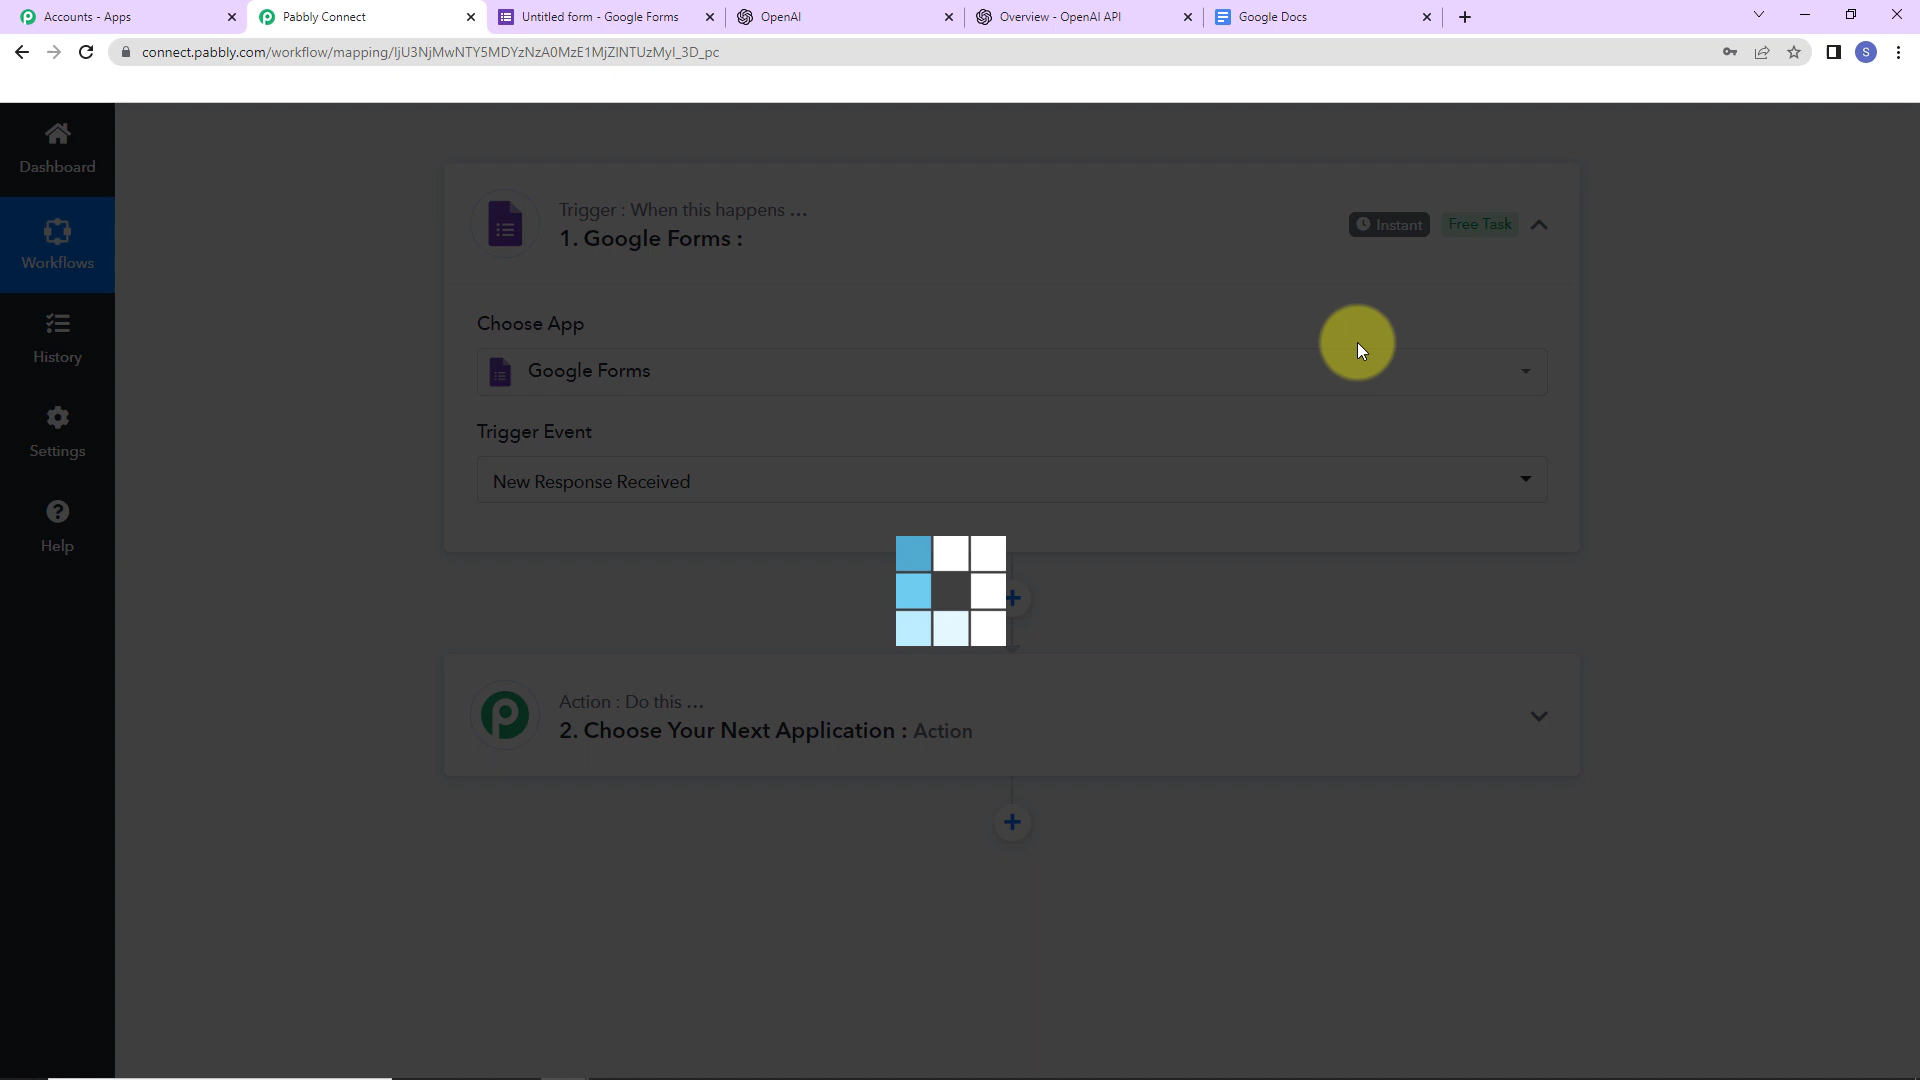 Accounts - Apps
Pabbly Connect
Untitled form - Google Forms
OpenAI
Overview - OpenAI API
Google Docs
connect.pabbly.com/workflow/mapping/IjU3NjMwNTY5MDYzNzA0MzE1MjZlNTUzMyI_3D_pc
S
Dashboard
Workflows
History
Settings
Help
Trigger : When this happens ...
1. Google Forms :
Instant
Free Task
Choose App
Google Forms
Trigger Event
New Response Received
Action : Do this ...
2. Choose Your Next Application : Action